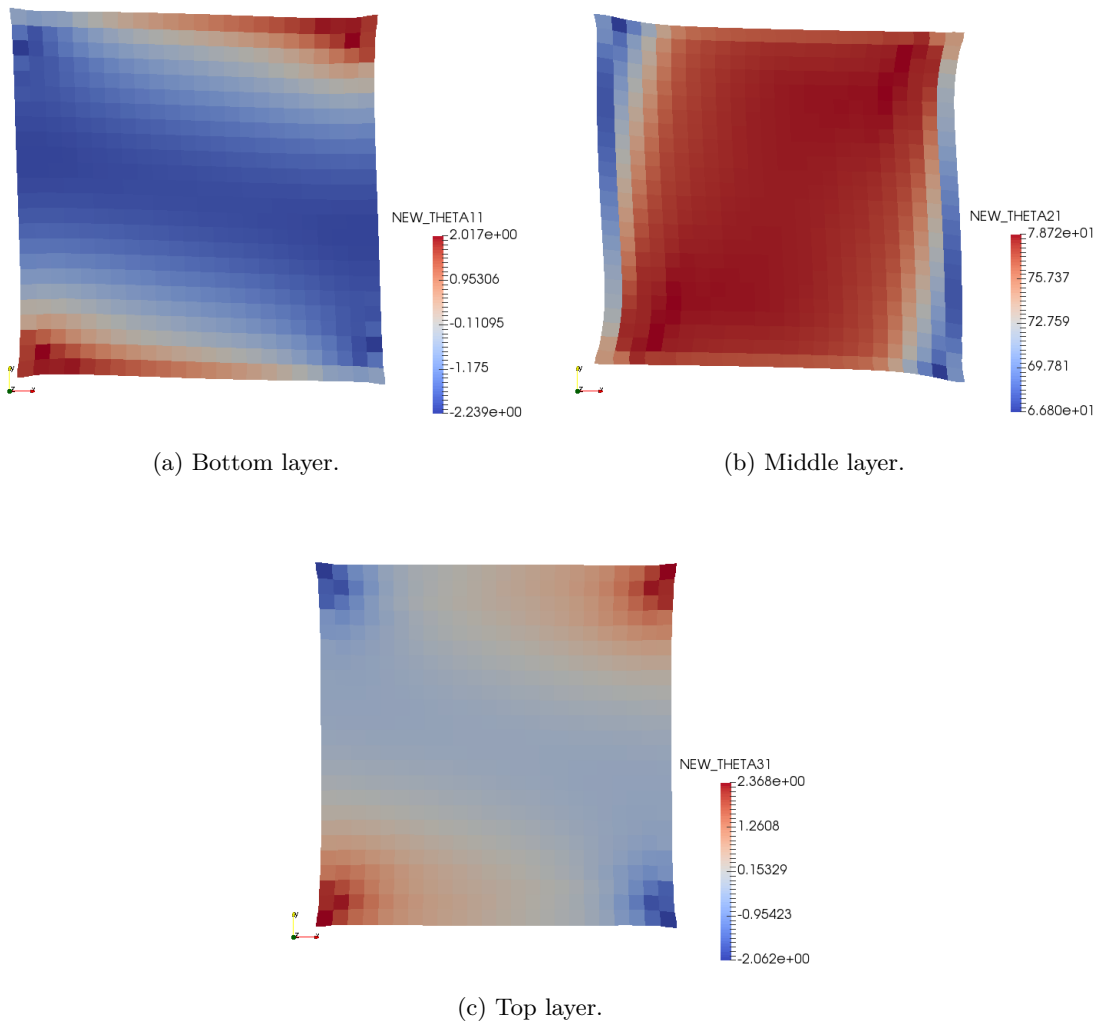 NEW_THETA11
2.017e+00
0.95306
-0.11095
-1.175
-2.239e+00
y
z
x
(a) Bottom layer.
NEW_THETA21
7.872e+01
75.737
72.759
69.781
6.680e+01
y
z
x
(b) Middle layer.
NEW_THETA31
2.368e+00
1.2608
0.15329
-0.95423
-2.062e+00
y
z
x
(c) Top layer.